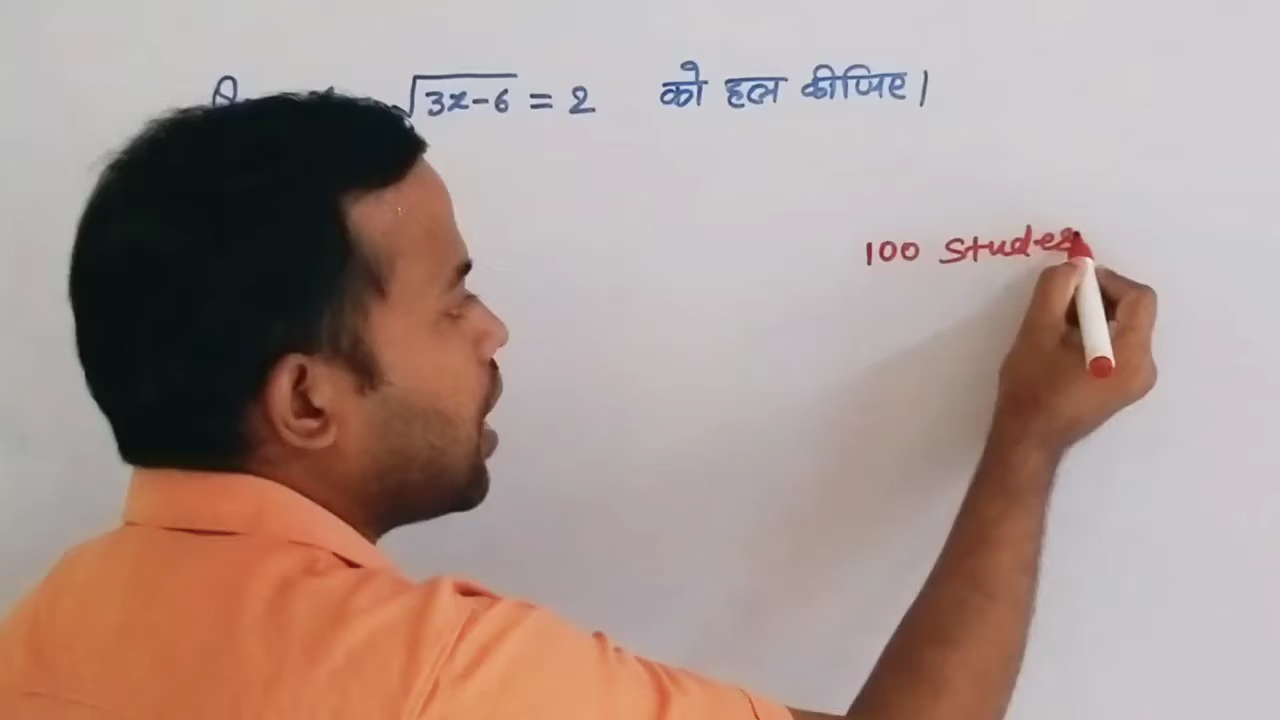 √(3x-6) = 2 को हल कीजिए।
100 Stude